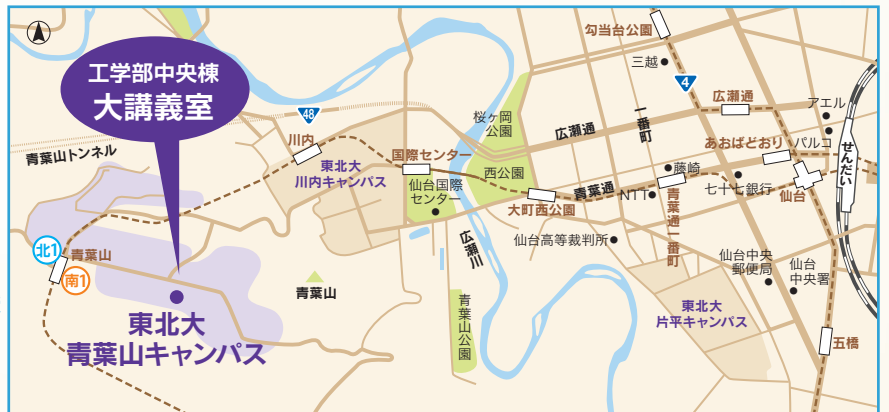 勾当台公園
三越
工学部中央棟
大講義室
4
広瀬通
アエル
48
一番町
桜ヶ岡
公園
広瀬通
川内
あおばどおり
パルコ
せんだい
青葉山トンネル
国際センター
東北大
川内キャンパス
西公園
藤崎
仙台国際
センター
青葉通
NTT
七十七銀行
仙台
大町西公園
青葉通一番町
広瀬川
仙台高等裁判所
北1
青葉山
南1
仙台中央
郵便局
仙台
中央署
青葉山
東北大
青葉山キャンパス
青葉山公園
東北大
片平キャンパス
五橋